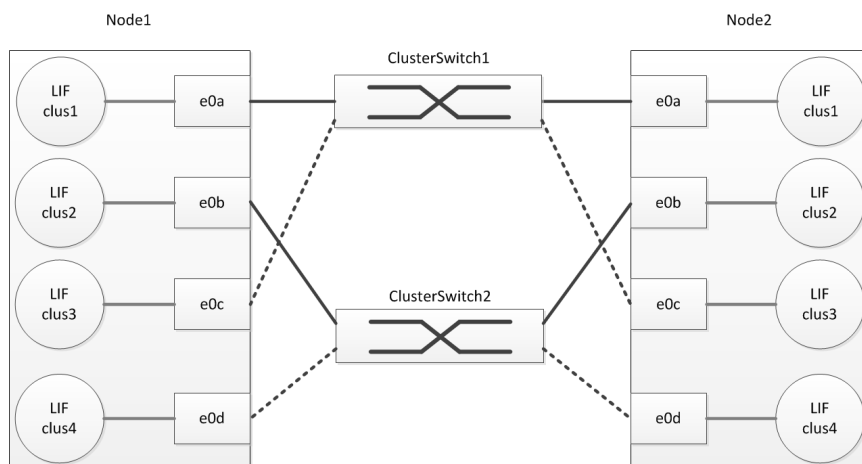 Node1
Node2
ClusterSwitch1
LIF
clus1
e0a
e0a
LIF
clus1
LIF
clus2
e0b
e0b
LIF
clus2
ClusterSwitch2
LIF
clus3
e0c
e0c
LIF
clus3
LIF
clus4
e0d
e0d
LIF
clus4